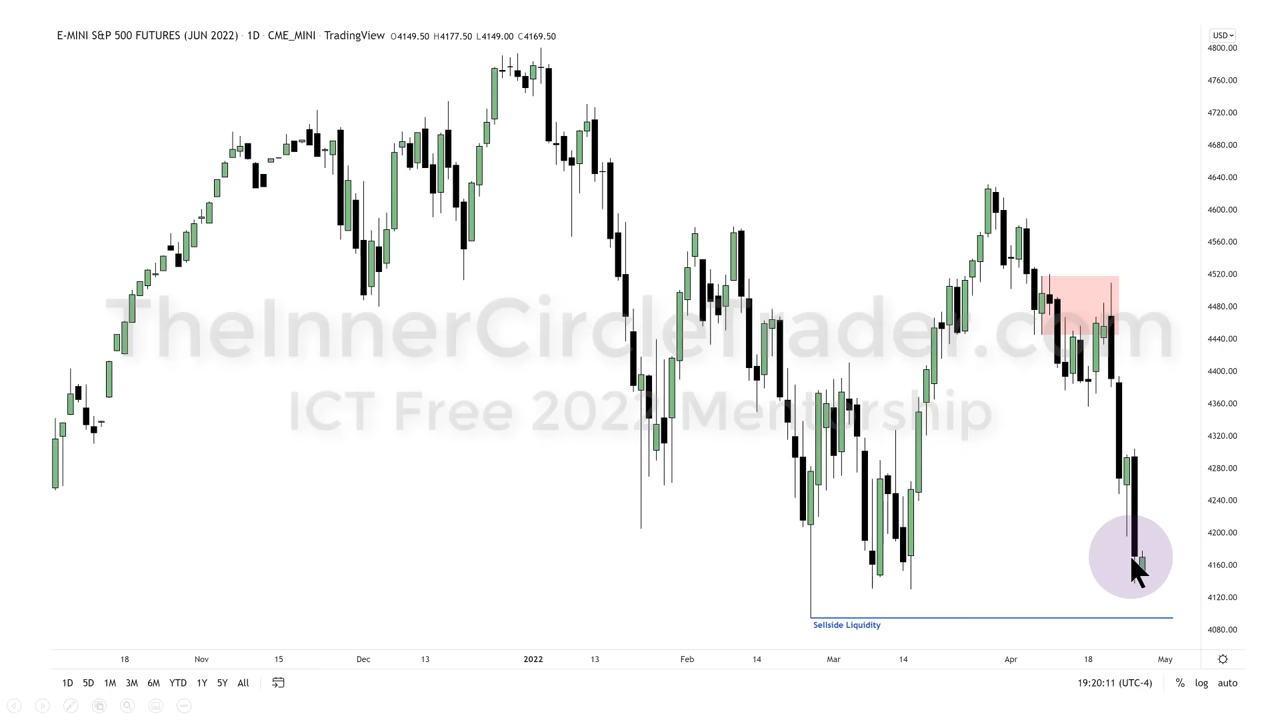 E-MINI S&P 500 FUTURES (JUN 2022) · 1D · CME_MINI · TradingView O4149.50 H4177.50 L4149.00 C4169.50
USD
4800.00
4760.00
4720.00
4680.00
4640.00
4600.00
4560.00
4520.00
4480.00
4440.00
4400.00
4360.00
4320.00
4280.00
4240.00
4200.00
4160.00
4120.00
4080.00
TheInnerCircleTrader.com
ICT Free 2022 Mentorship
Sellside Liquidity
18 Nov 15 Dec 13 2022 13 Feb 14 Mar 14 Apr 18 May
1D 5D 1M 3M 6M YTD 1Y 5Y All 19:20:11 (UTC-4) % log auto